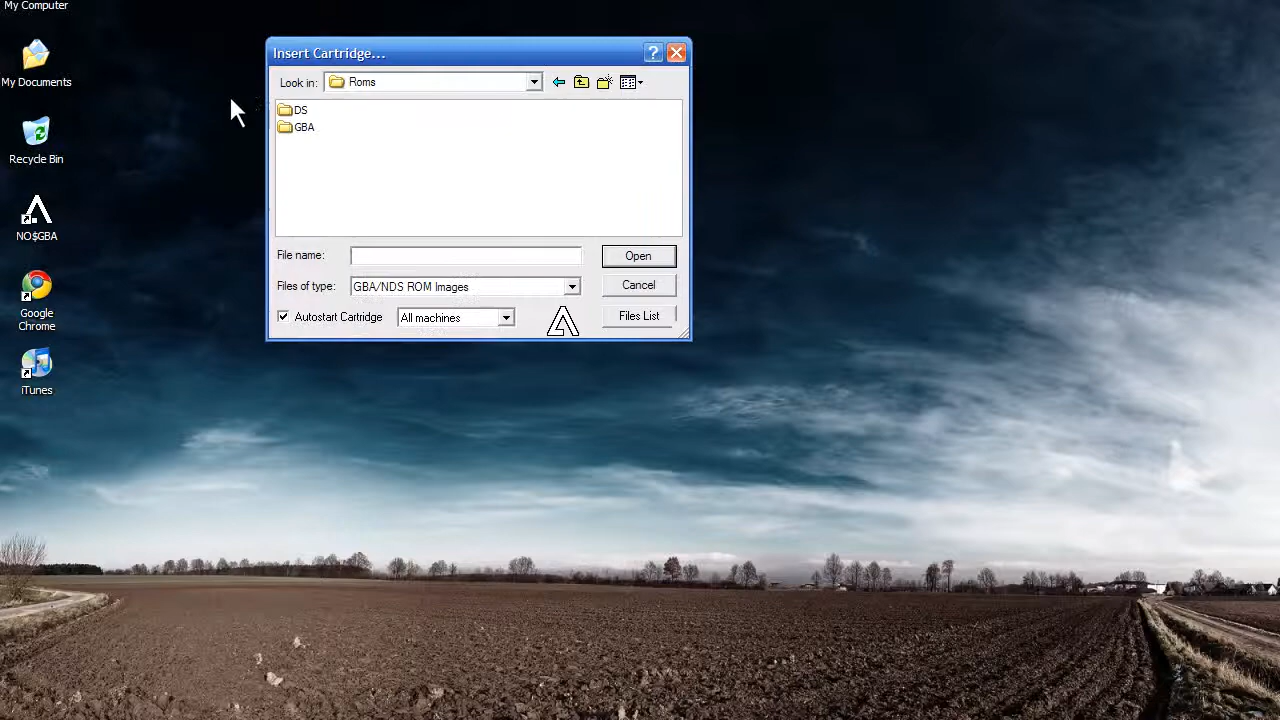 My Computer
My Documents
Recycle Bin
NO$GBA
Google
Chrome
iTunes
Insert Cartridge...
Look in:
Roms
DS
GBA
File name:
Open
Files of type:
GBA/NDS ROM Images
Cancel
Autostart Cartridge
All machines
Files List